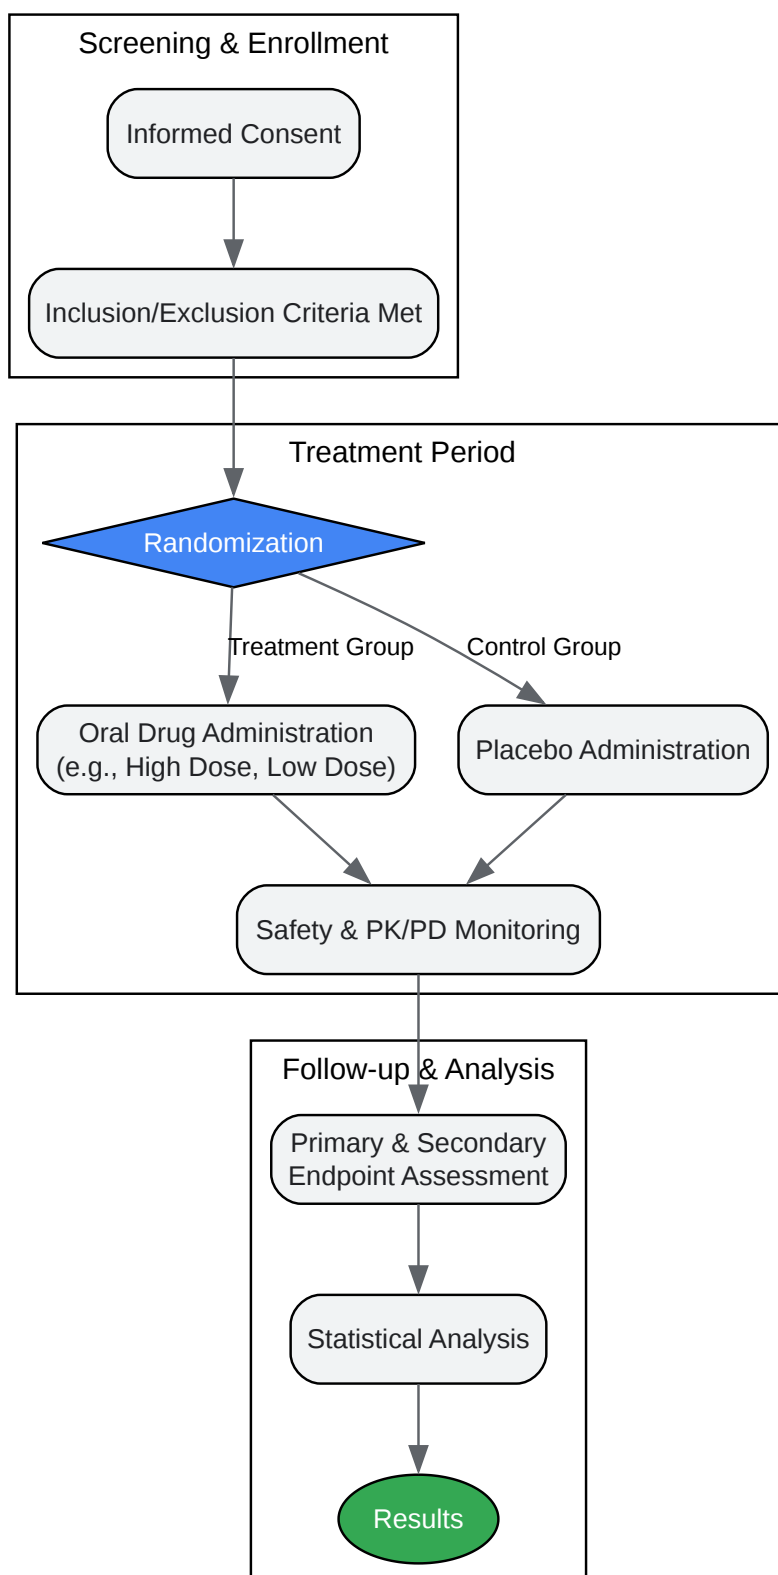 Screening & Enrollment
Informed Consent
Inclusion/Exclusion Criteria Met
Treatment Period
Randomization
Treatment Group
Control Group
Oral Drug Administration
(e.g., High Dose, Low Dose)
Placebo Administration
Safety & PK/PD Monitoring
Follow-up & Analysis
Primary & Secondary
Endpoint Assessment
Statistical Analysis
Results